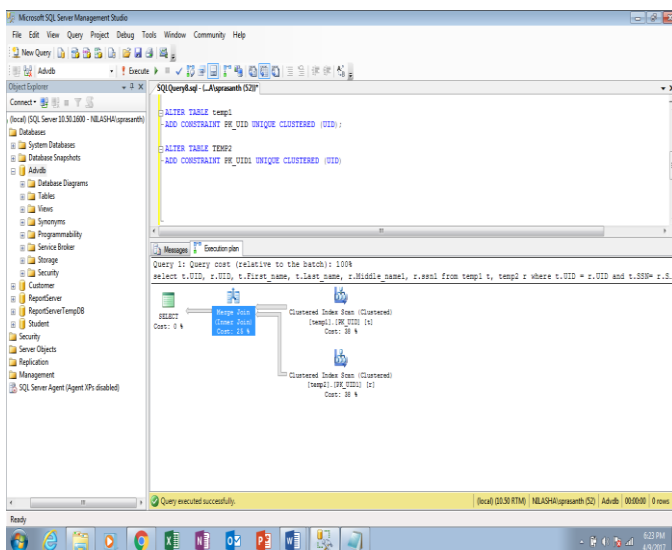 Microsoft SQL Server Management Studio
File Edit View Query Project Debug Tools Window Community Help
New Query
Advdb
! Execute
Object Explorer
Connect
(local) (SQL Server 10.50.1600 - NILASHA\sprasanth)
Databases
System Databases
Database Snapshots
Advdb
Database Diagrams
Tables
Views
Synonyms
Programmability
Service Broker
Storage
Security
Customer
ReportServer
ReportServerTempDB
Student
Security
Server Objects
Replication
Management
SQL Server Agent (Agent XPs disabled)
SQLQuery8.sql - (...A\sprasanth (52))*
ALTER TABLE temp1
ADD CONSTRAINT PK_UID UNIQUE CLUSTERED (UID);
ALTER TABLE TEMP2
ADD CONSTRAINT PK_UID1 UNIQUE CLUSTERED (UID)
Messages
Execution plan
Query 1: Query cost (relative to the batch): 100%
select t.UID, r.UID, t.First_name, t.Last_name, r.Middle_name1, r.ssn1 from temp1 t, temp2 r where t.UID = r.UID and t.SSN= r.S...
SELECT
Cost: 0 %
Merge Join
(Inner Join)
Cost: 25 %
Clustered Index Scan (Clustered)
[temp1].[PK_UID] [t]
Cost: 38 %
Clustered Index Scan (Clustered)
[temp2].[PK_UID1] [r]
Cost: 38 %
Query executed successfully.
(local) (10.50 RTM)
NILASHA\sprasanth (52)
Advdb
00:00:00
0 rows
Ready
6:23 PM
4/9/2017